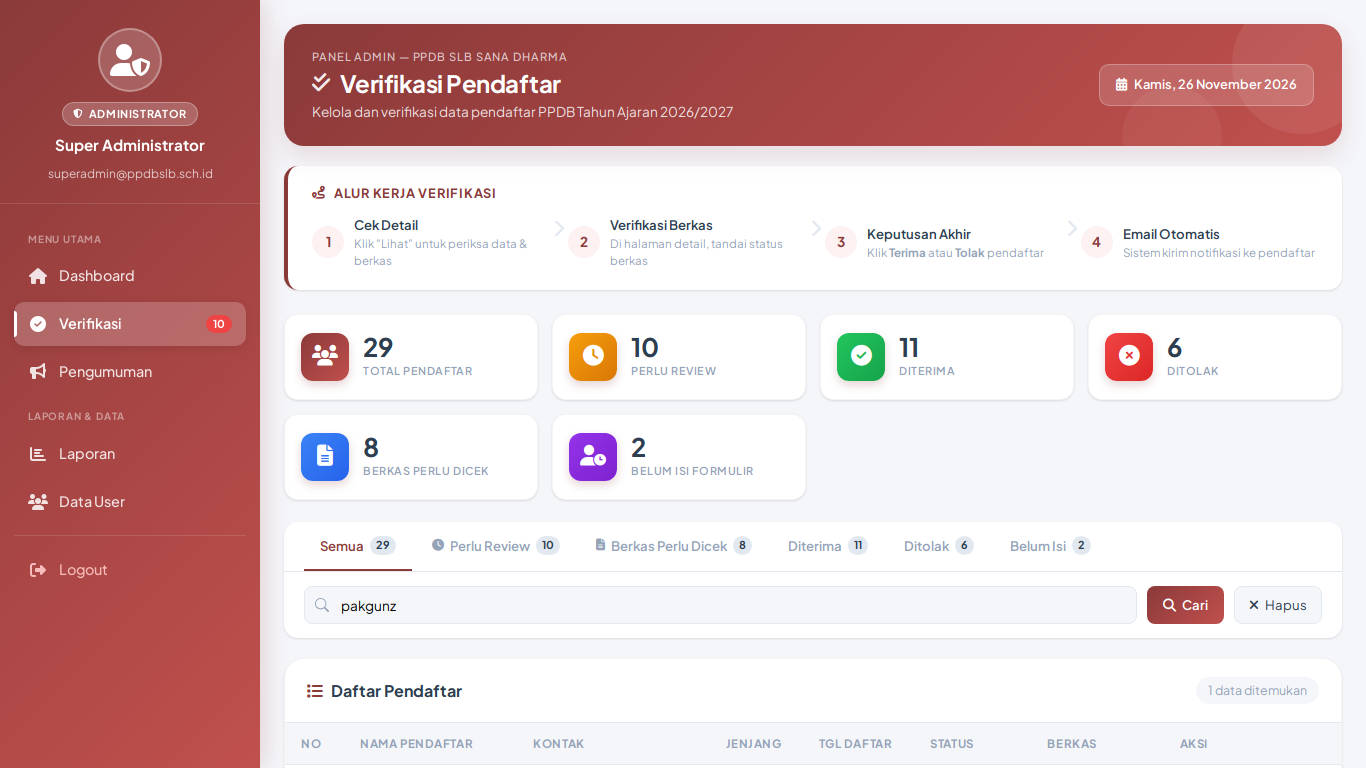 ADMINISTRATOR
Super Administrator
superadmin@ppdbslb.sch.id
MENU UTAMA
Dashboard
Verifikasi 10
Pengumuman
LAPORAN & DATA
Laporan
Data User
Logout
PANEL ADMIN — PPDB SLB SANA DHARMA
Verifikasi Pendaftar
Kelola dan verifikasi data pendaftar PPDB Tahun Ajaran 2026/2027
Kamis, 26 November 2026
ALUR KERJA VERIFIKASI
1 Cek Detail
Klik "Lihat" untuk periksa data &
berkas
2 Verifikasi Berkas
Di halaman detail, tandai status
berkas
3 Keputusan Akhir
Klik Terima atau Tolak pendaftar
4 Email Otomatis
Sistem kirim notifikasi ke pendaftar
29
TOTAL PENDAFTAR
10
PERLU REVIEW
11
DITERIMA
6
DITOLAK
8
BERKAS PERLU DICEK
2
BELUM ISI FORMULIR
Semua 29 Perlu Review 10 Berkas Perlu Dicek 8 Diterima 11 Ditolak 6 Belum Isi 2
pakgunz Cari Hapus
Daftar Pendaftar 1 data ditemukan
NO NAMA PENDAFTAR KONTAK JENJANG TGL DAFTAR STATUS BERKAS AKSI